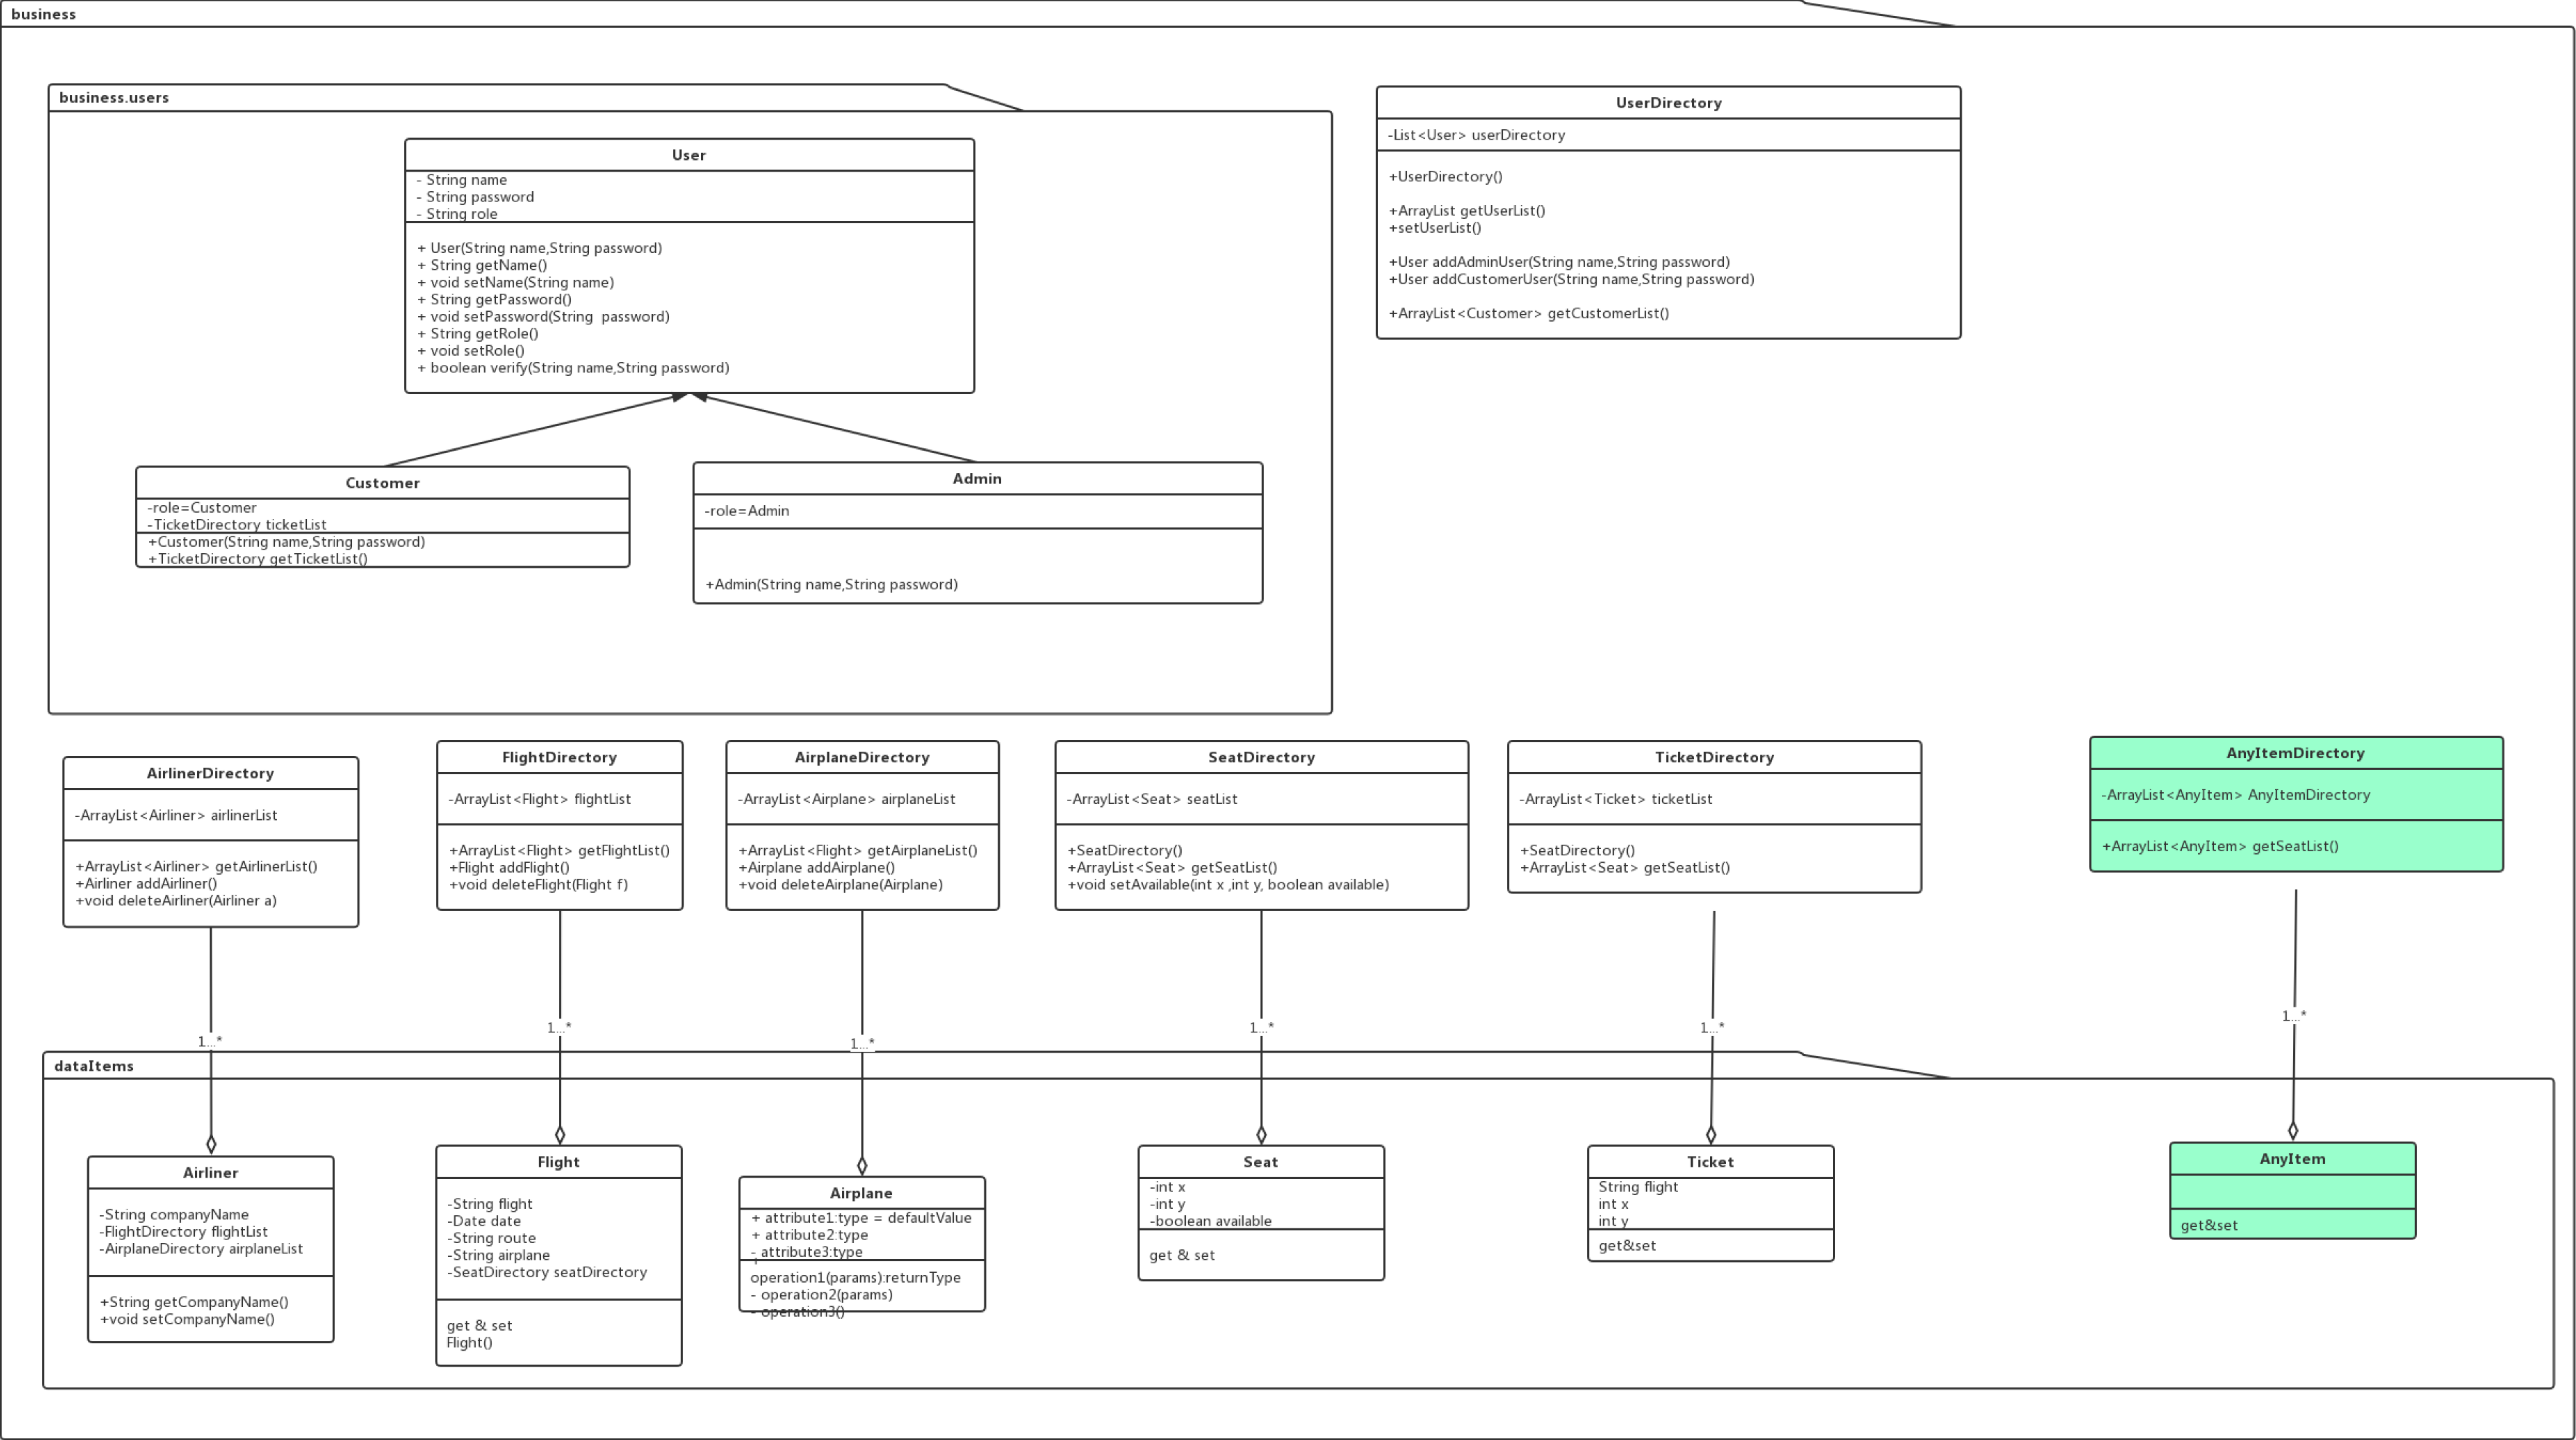 business
business.users
User
- String name
- String password
- String role
+ User(String name,String password)
+ String getName()
+ void setName(String name)
+ String getPassword()
+ void setPassword(String  password)
+ String getRole()
+ void setRole()
+ boolean verify(String name,String password)
UserDirectory
-List<User> userDirectory
+UserDirectory()
+ArrayList getUserList()
+setUserList()
+User addAdminUser(String name,String password)
+User addCustomerUser(String name,String password)
+ArrayList<Customer> getCustomerList()
Customer
-role=Customer
-TicketDirectory ticketList
+Customer(String name,String password)
+TicketDirectory getTicketList()
Admin
-role=Admin
+Admin(String name,String password)
AirlinerDirectory
-ArrayList<Airliner> airlinerList
+ArrayList<Airliner> getAirlinerList()
+Airliner addAirliner()
+void deleteAirliner(Airliner a)
FlightDirectory
-ArrayList<Flight> flightList
+ArrayList<Flight> getFlightList()
+Flight addFlight()
+void deleteFlight(Flight f)
AirplaneDirectory
-ArrayList<Airplane> airplaneList
+ArrayList<Flight> getAirplaneList()
+Airplane addAirplane()
+void deleteAirplane(Airplane)
SeatDirectory
-ArrayList<Seat> seatList
+SeatDirectory()
+ArrayList<Seat> getSeatList()
+void setAvailable(int x ,int y, boolean available)
TicketDirectory
-ArrayList<Ticket> ticketList
+SeatDirectory()
+ArrayList<Seat> getSeatList()
AnyItemDirectory
-ArrayList<AnyItem> AnyItemDirectory
+ArrayList<AnyItem> getSeatList()
1...*
1...*
1...*
1...*
1...*
1...*
dataItems
Airliner
-String companyName
-FlightDirectory flightList
-AirplaneDirectory airplaneList
+String getCompanyName()
+void setCompanyName()
Flight
-String flight
-Date date
-String route
-String airplane
-SeatDirectory seatDirectory
get & set
Flight()
Airplane
+ attribute1:type = defaultValue
+ attribute2:type
- attribute3:type
+
operation1(params):returnType
- operation2(params)
- operation3()
Seat
-int x
-int y
-boolean available
get & set
Ticket
String flight
int x
int y
get&set
AnyItem
get&set